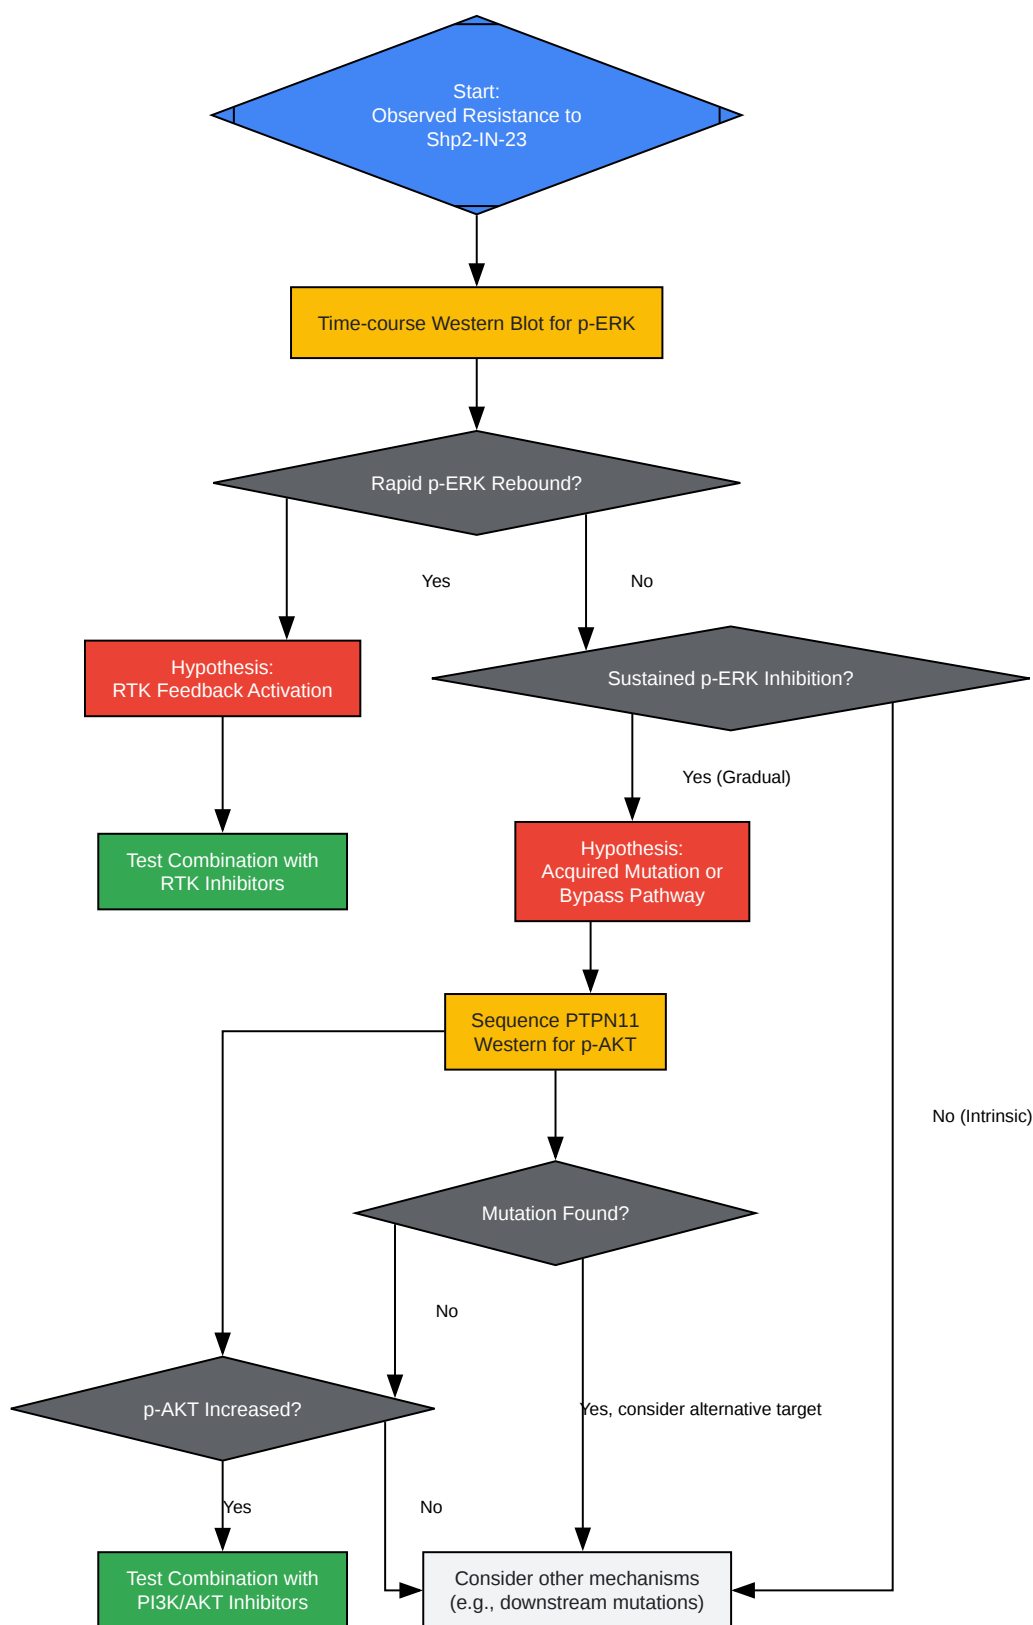 Start:
Observed Resistance to
Shp2-IN-23
Time-course Western Blot for p-ERK
Rapid p-ERK Rebound?
Yes
No
Hypothesis:
RTK Feedback Activation
Sustained p-ERK Inhibition?
Yes (Gradual)
Test Combination with
RTK Inhibitors
Hypothesis:
Acquired Mutation or
Bypass Pathway
Sequence PTPN11
Western for p-AKT
No (Intrinsic)
Mutation Found?
No
p-AKT Increased?
Yes, consider alternative target
Yes
No
Test Combination with
PI3K/AKT Inhibitors
Consider other mechanisms
(e.g., downstream mutations)